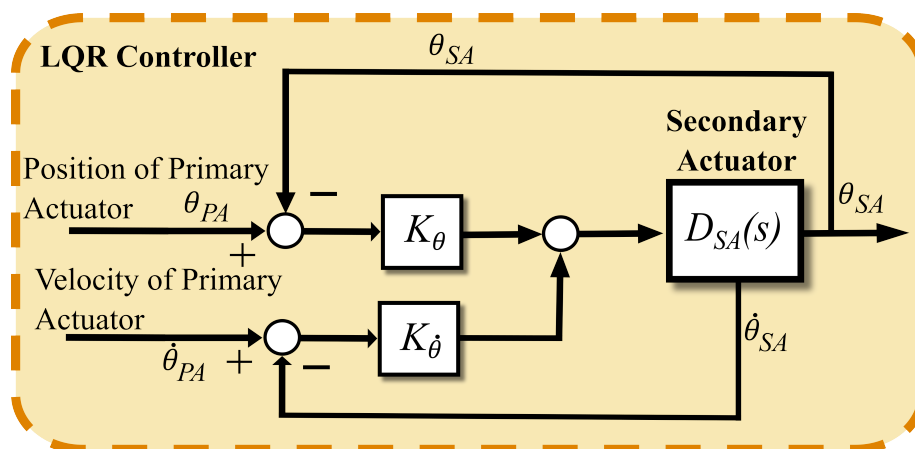 LQR Controller
θ_SA
Secondary
Actuator
Position of Primary
Actuator
θ_PA
−
+
K_θ
D_SA(s)
θ_SA
Velocity of Primary
Actuator
θ̇_PA
+
−
K_θ̇
θ̇_SA